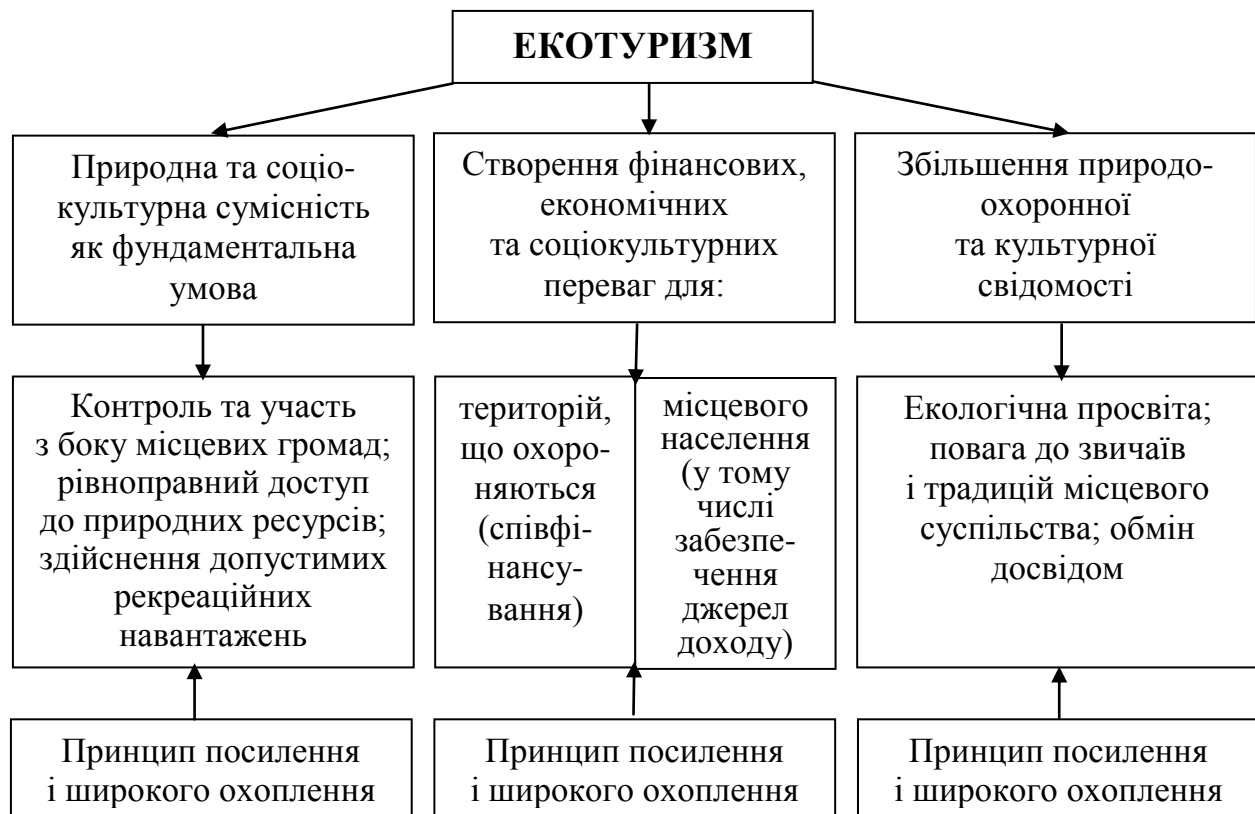 ЕКОТУРИЗМ
Природна та соціо-
культурна сумісність
як фундаментальна
умова
Створення фінансових,
економічних
та соціокультурних
переваг для:
Збільшення природо-
охоронної
та культурної
свідомості
Контроль та участь
з боку місцевих громад;
рівноправний доступ
до природних ресурсів;
здійснення допустимих
рекреаційних
навантажень
територій,
що охоро-
няються
(співфі-
нансу-
вання)
місцевого
населення
(у тому
числі
забезпе-
чення
джерел
доходу)
Екологічна просвіта;
повага до звичаїв
і традицій місцевого
суспільства; обмін
досвідом
Принцип посилення
і широкого охоплення
Принцип посилення
і широкого охоплення
Принцип посилення
і широкого охоплення